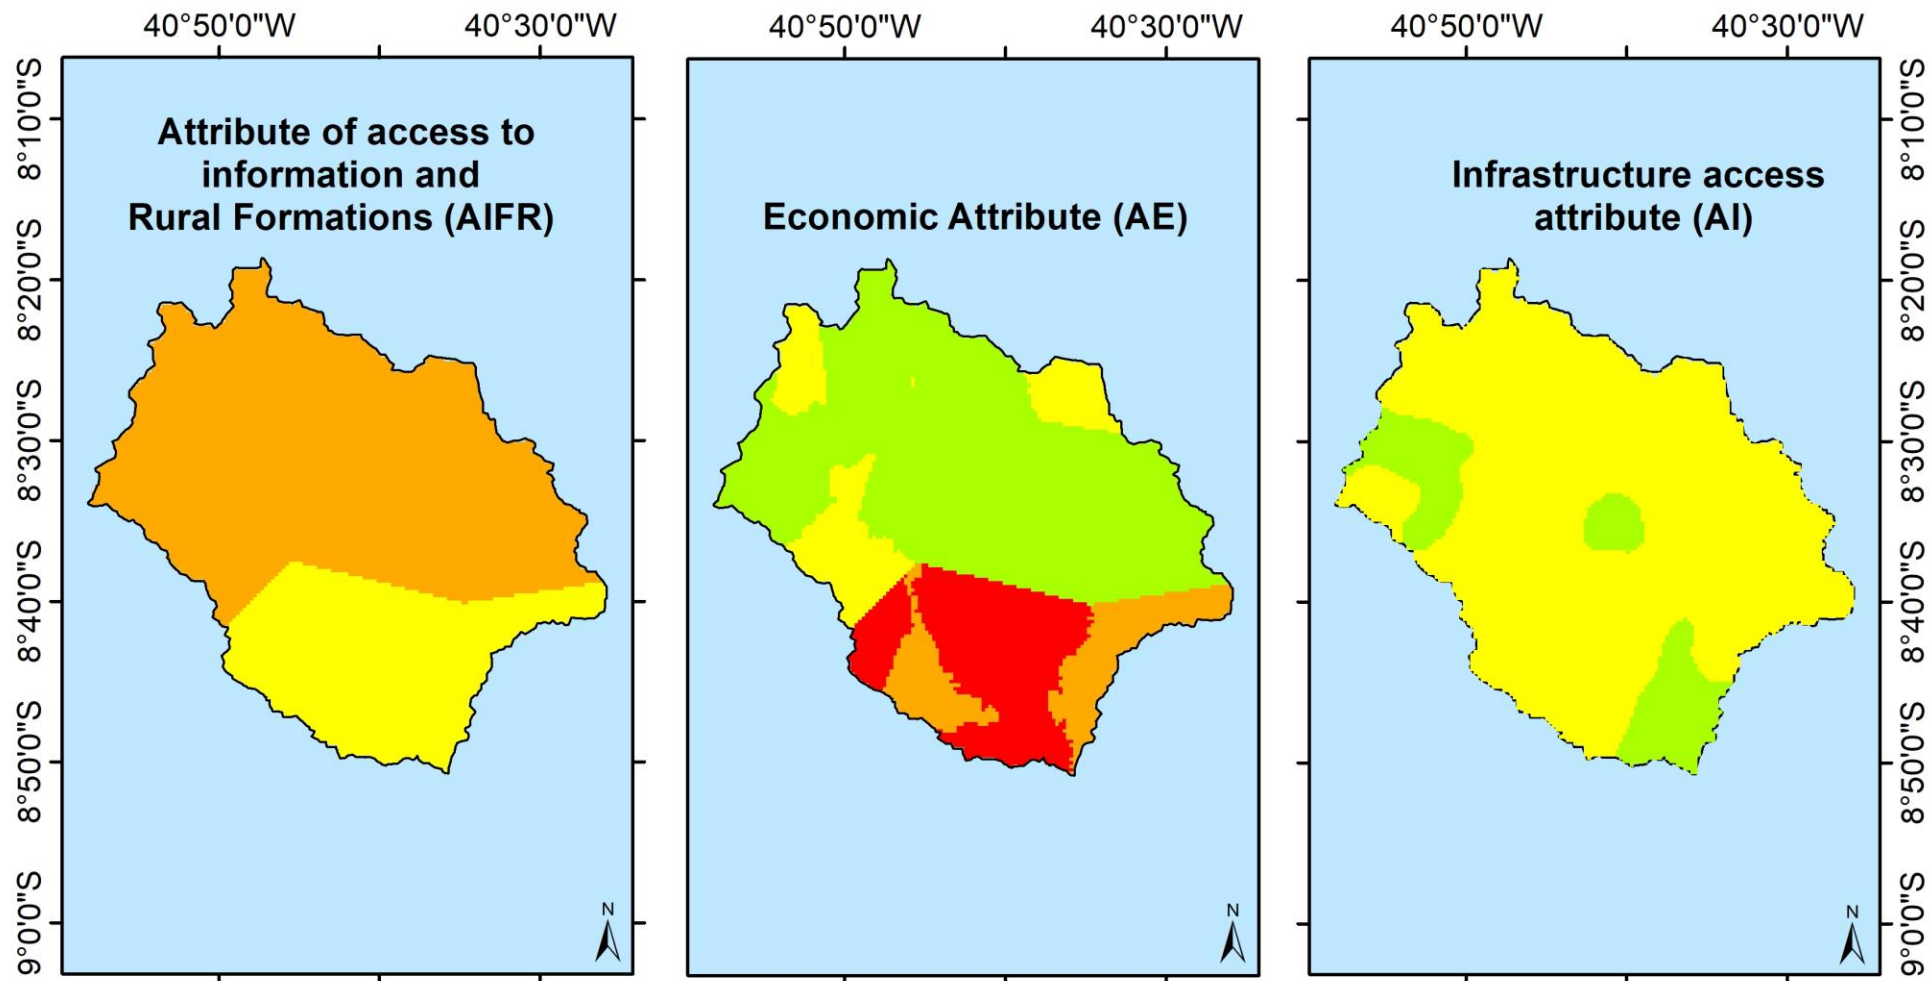 40°50'0"W 40°30'0"W 40°50'0"W 40°30'0"W 40°50'0"W 40°30'0"W
8°10'0"S
8°20'0"S
8°30'0"S
8°40'0"S
8°50'0"S
9°0'0"S
Attribute of access to
information and
Rural Formations (AIFR)
N
Economic Attribute (AE)
N
Infrastructure access
attribute (AI)
N
8°10'0"S
8°20'0"S
8°30'0"S
8°40'0"S
8°50'0"S
9°0'0"S